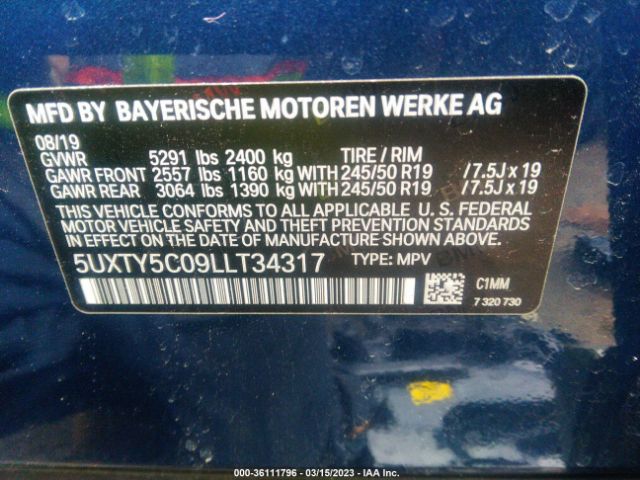 MFD BY BAYERISCHE MOTOREN WERKE AG
08/19
GVWR 5291 lbs 2400 kg TIRE / RIM
GAWR FRONT 2557 lbs 1160 kg WITH 245/50 R19 / 7.5J x 19
GAWR REAR 3064 lbs 1390 kg WITH 245/50 R19 / 7.5J x 19
THIS VEHICLE CONFORMS TO ALL APPLICABLE U. S. FEDERAL
MOTOR VEHICLE SAFETY AND THEFT PREVENTION STANDARDS
IN EFFECT ON THE DATE OF MANUFACTURE SHOWN ABOVE.
5UXTY5C09LLT34317 TYPE: MPV
C1MM
7 320 730
000-36111796 - 03/15/2023 - IAA Inc.